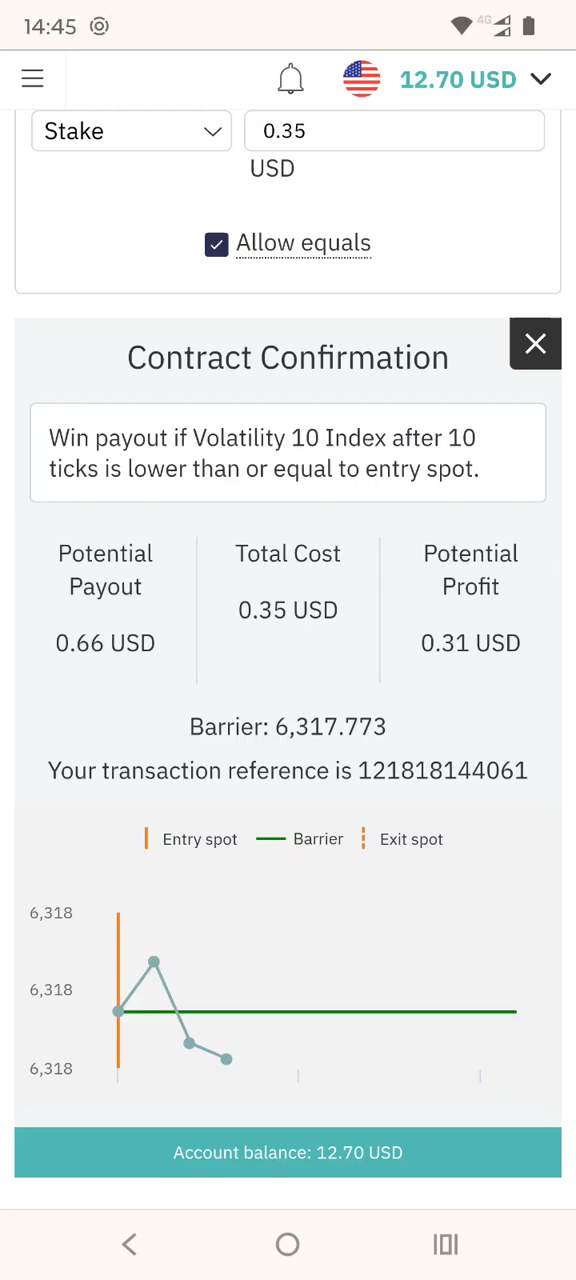 14:45
4G
12.70 USD
Stake
0.35
USD
Allow equals
Contract Confirmation
Win payout if Volatility 10 Index after 10
ticks is lower than or equal to entry spot.
Potential
Payout
0.66 USD
Total Cost
0.35 USD
Potential
Profit
0.31 USD
Barrier: 6,317.773
Your transaction reference is 121818144061
Entry spot
Barrier
Exit spot
6,318
6,318
6,318
Account balance: 12.70 USD